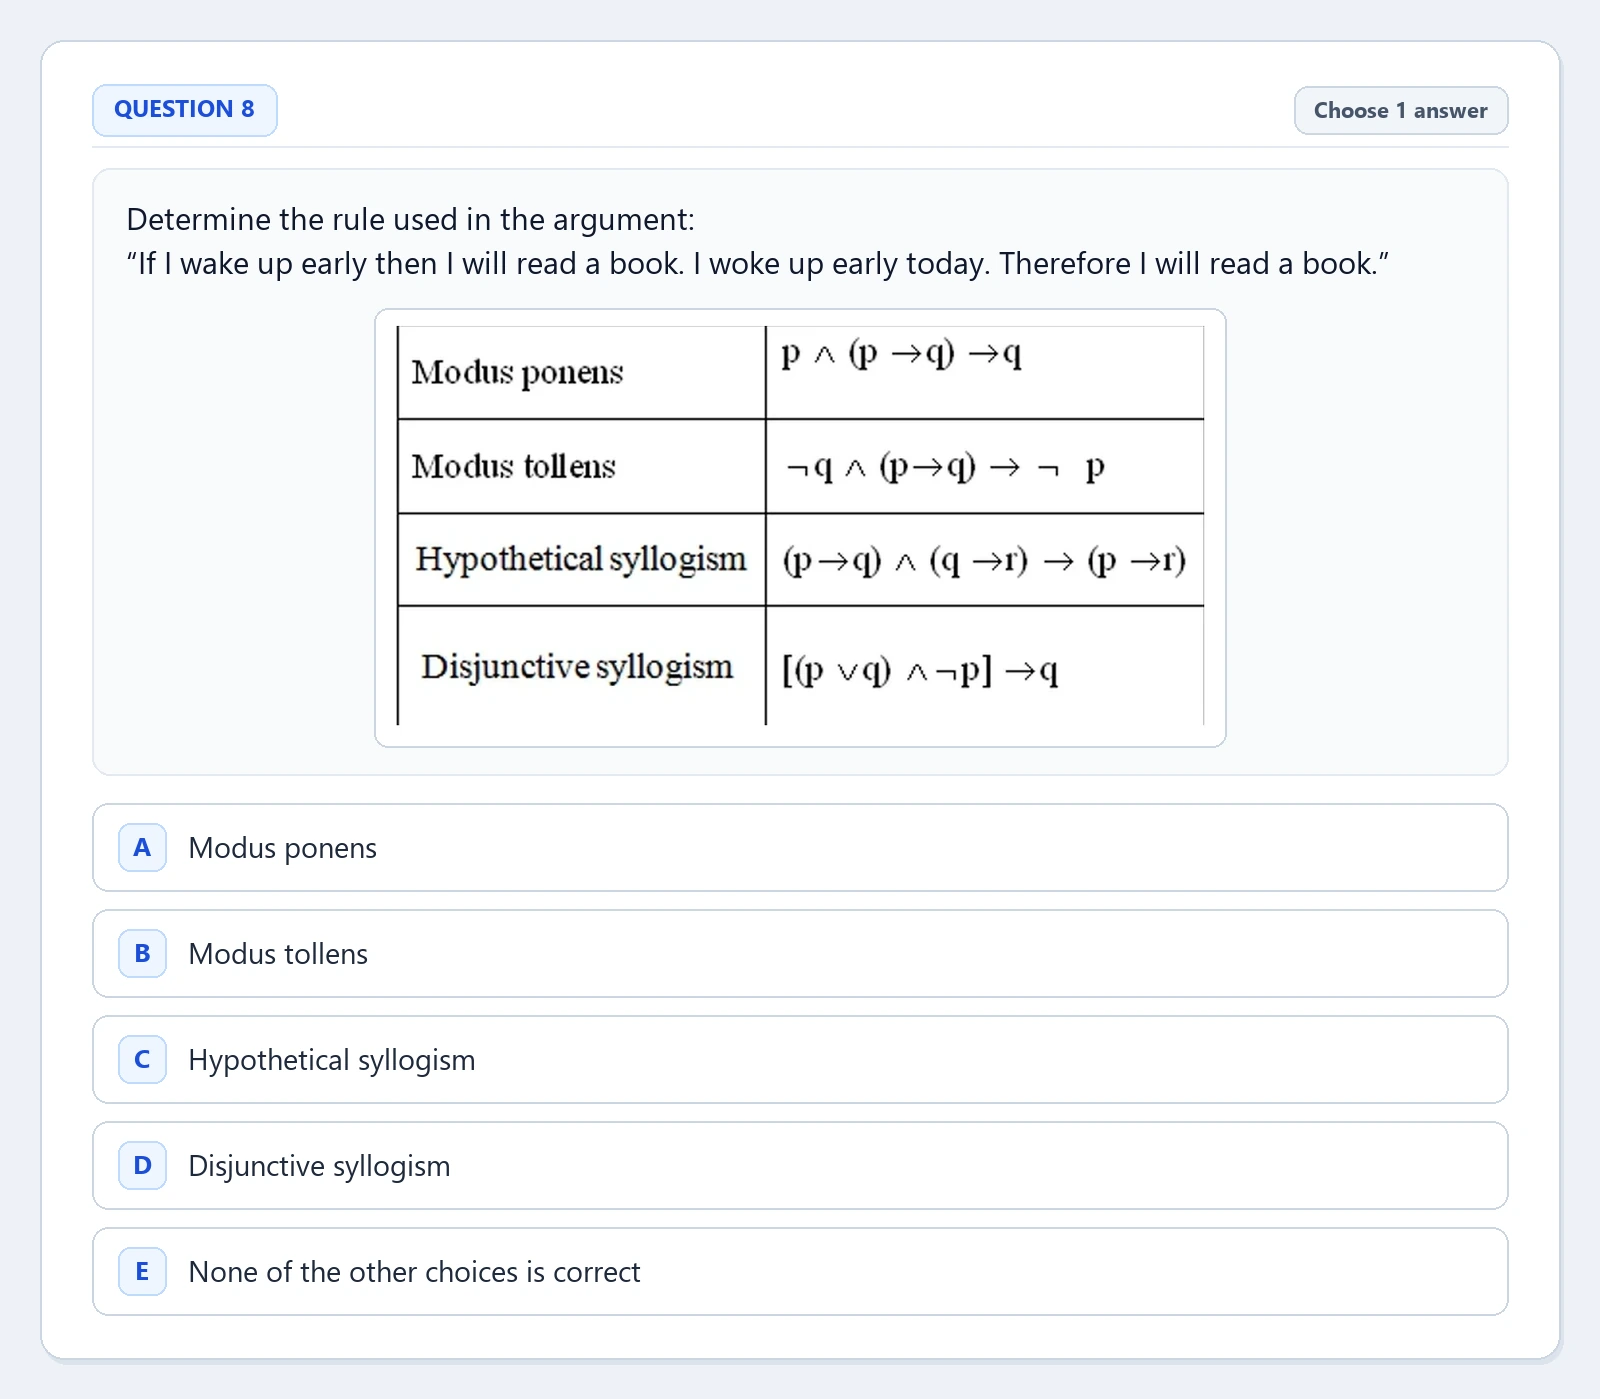 QUESTION 8
Choose 1 answer
Determine the rule used in the argument:
“If I wake up early then I will read a book. I woke up early today. Therefore I will read a book.”
Modus ponens p ∧ (p →q) →q
Modus tollens ¬q ∧ (p→q) → ¬ p
Hypothetical syllogism (p→q) ∧ (q →r) → (p →r)
Disjunctive syllogism [(p ∨q) ∧¬p] →q
A Modus ponens
B Modus tollens
C Hypothetical syllogism
D Disjunctive syllogism
E None of the other choices is correct